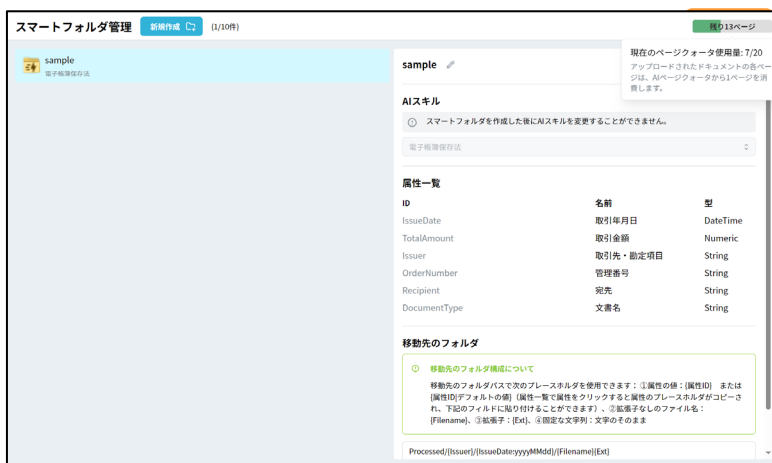 スマートフォルダ管理 新規作成 (1/10件) 残り13ページ
現在のページクォータ使用量: 7/20
アップロードされたドキュメントの各ペー
ジは、AIページクォータから1ページを消
費します。
sample
電子帳簿保存法
sample
AIスキル
スマートフォルダを作成した後にAIスキルを変更することができません。
電子帳簿保存法
属性一覧
ID 名前 型
IssueDate 取引年月日 DateTime
TotalAmount 取引金額 Numeric
Issuer 取引先・勘定項目 String
OrderNumber 管理番号 String
Recipient 宛先 String
DocumentType 文書名 String
移動先のフォルダ
移動先のフォルダ構成について
移動先のフォルダパスで次のプレースホルダを使用できます： ①属性の値：{属性ID} または
{属性ID|デフォルトの値}（属性一覧で属性をクリックすると属性のプレースホルダがコピーさ
れ、下記のフィールドに貼り付けることができます）、②拡張子なしのファイル名：
{Filename}、③拡張子：{Ext}、④固定な文字列：文字のそのまま
Processed/{Issuer}/{IssueDate:yyyyMMdd}/{Filename}{Ext}